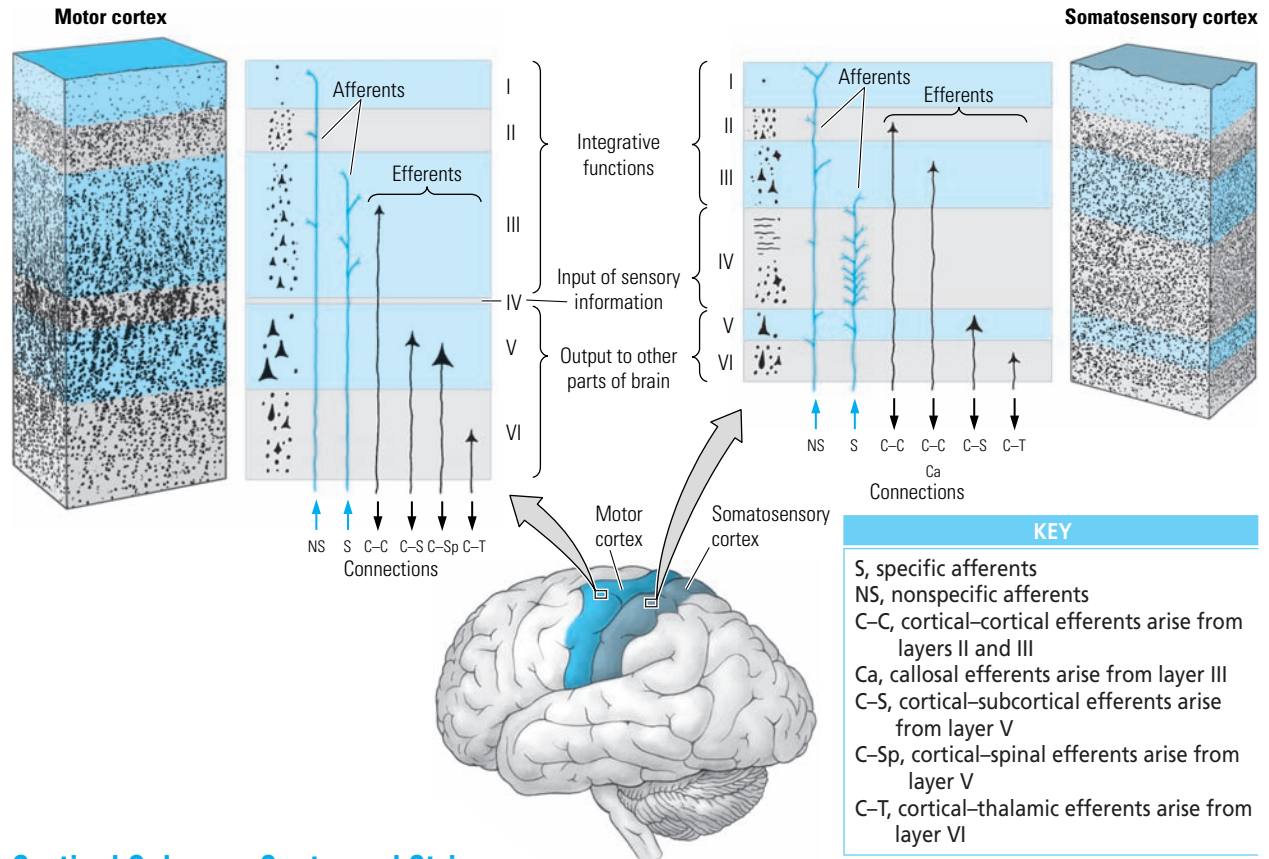 Motor cortex
Somatosensory cortex
Afferents
Efferents
I
II
III
IV
V
VI
Integrative
functions
Input of sensory
information
Output to other
parts of brain
I
II
III
IV
V
VI
Afferents
Efferents
NS S C–C C–S C–Sp C–T
Connections
NS S C–C C–C C–S C–T
Ca
Connections
Motor
cortex
Somatosensory
cortex
KEY
S, specific afferents
NS, nonspecific afferents
C–C, cortical–cortical efferents arise from
layers II and III
Ca, callosal efferents arise from layer III
C–S, cortical–subcortical efferents arise
from layer V
C–Sp, cortical–spinal efferents arise from
layer V
C–T, cortical–thalamic efferents arise from
layer VI